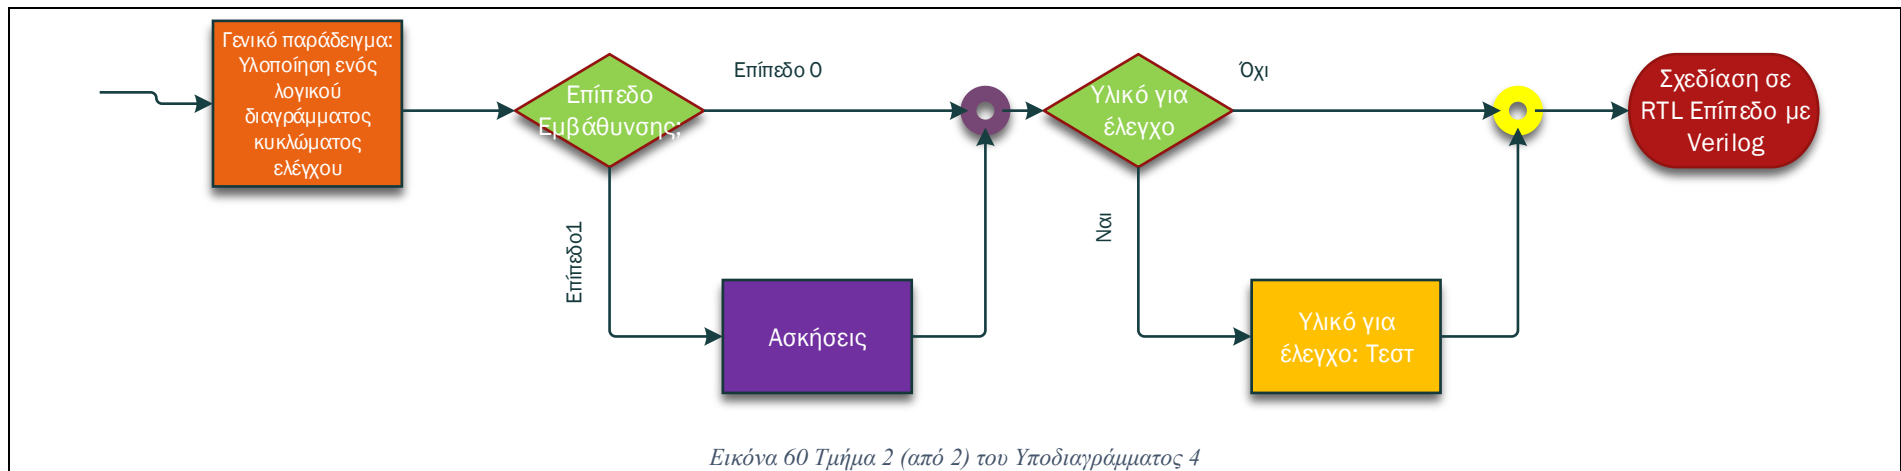 Γενικό παράδειγμα:
Υλοποίηση ενός
λογικού
διαγράμματος
κυκλώματος
ελέγχου
Επίπεδο
Εμβάθυνσης;
Επίπεδο 0
Επίπεδο1
Ασκήσεις
Υλικό για
έλεγχο
Όχι
Ναι
Υλικό για
έλεγχο: Τεστ
Σχεδίαση σε
RTL Επίπεδο με
Verilog
Εικόνα 60 Τμήμα 2 (από 2) του Υποδιαγράμματος 4